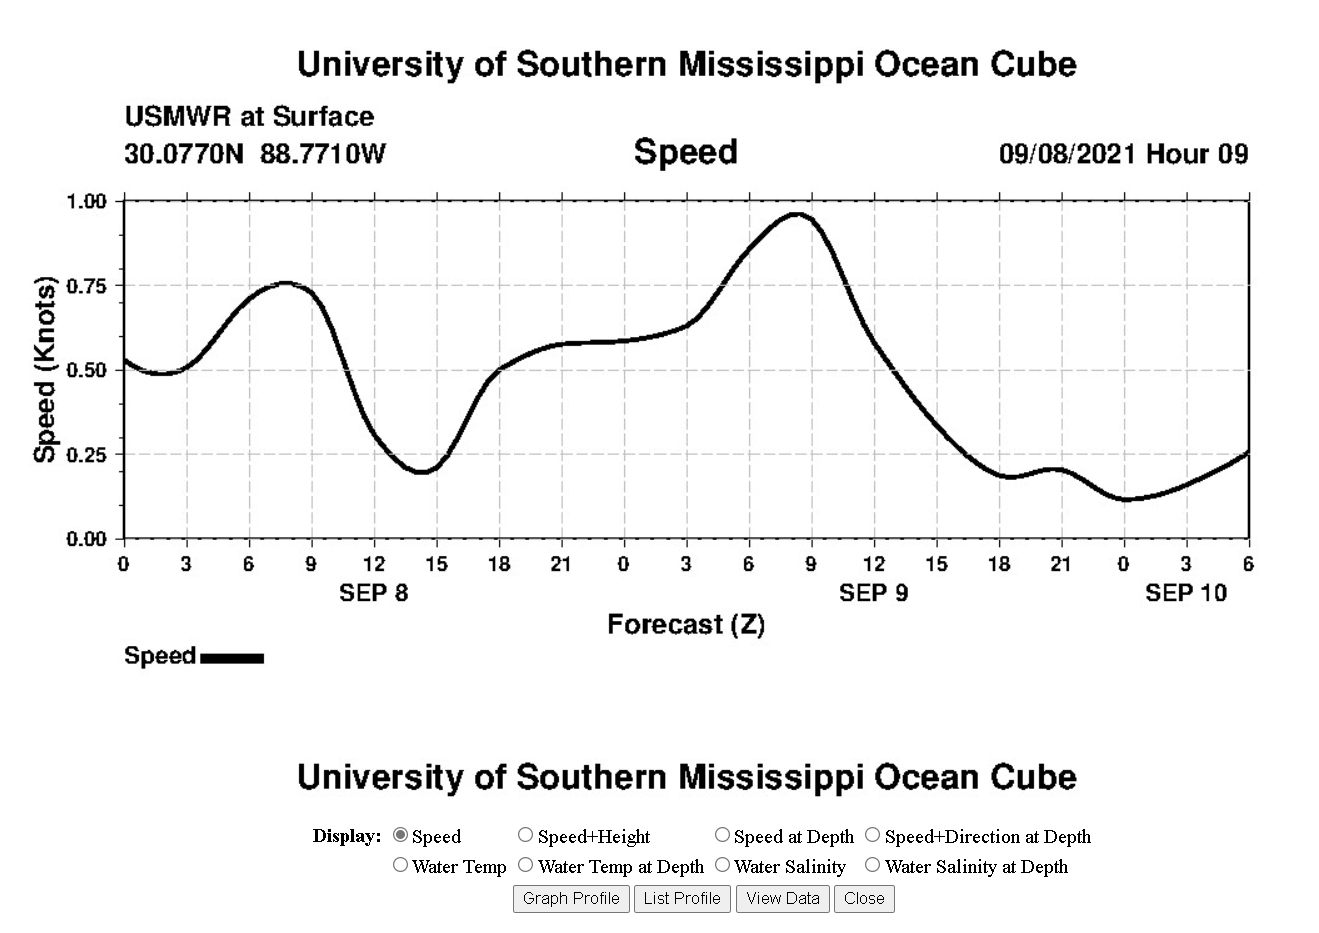 University of Southern Mississippi Ocean Cube
USMWR at Surface
30.0770N 88.7710W Speed 09/08/2021 Hour 09
1.00
0.75
0.50
0.25
0.00
Speed (Knots)
0 3 6 9 12 15 18 21 0 3 6 9 12 15 18 21 0 3 6
SEP 8 SEP 9 SEP 10
Forecast (Z)
Speed
University of Southern Mississippi Ocean Cube
Display: Speed Speed+Height Speed at Depth Speed+Direction at Depth
Water Temp Water Temp at Depth Water Salinity Water Salinity at Depth
Graph Profile List Profile View Data Close